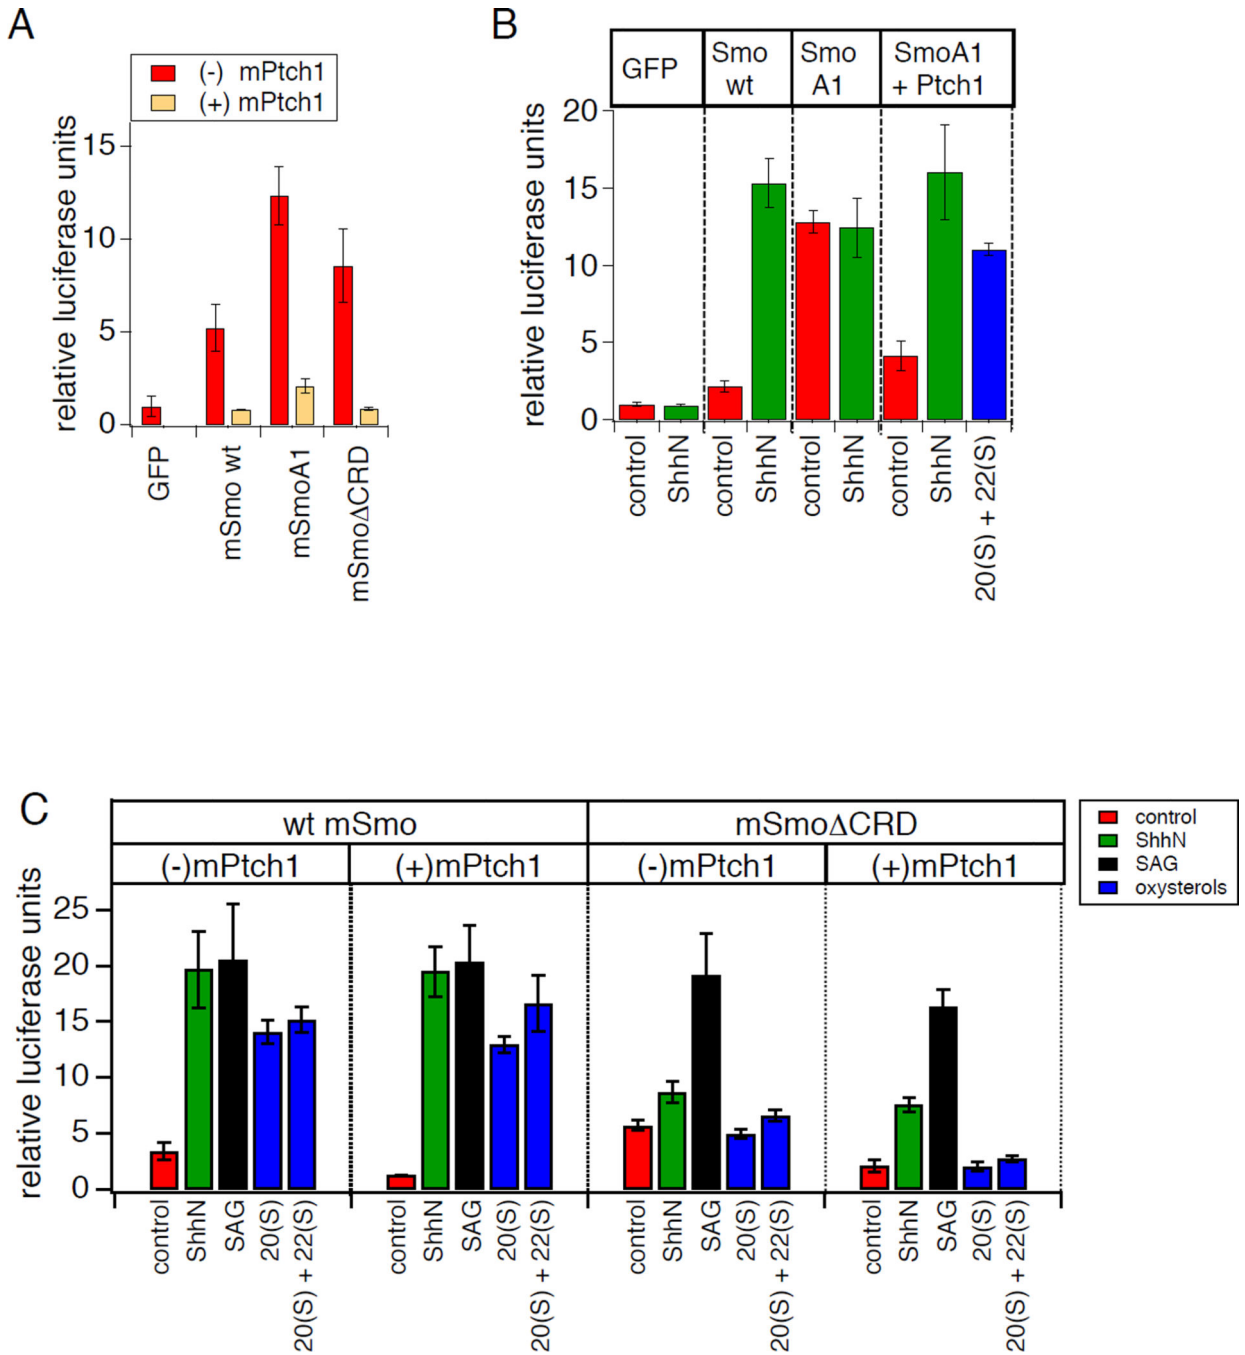 A
(-) mPtch1
(+) mPtch1
relative luciferase units
15
10
5
0
GFP
mSmo wt
mSmoA1
mSmoΔCRD
B
GFP
Smo
wt
Smo
A1
SmoA1
+ Ptch1
relative luciferase units
20
15
10
5
0
control
ShhN
control
ShhN
control
ShhN
control
ShhN
20(S) + 22(S)
C
wt mSmo
mSmoΔCRD
(-)mPtch1
(+)mPtch1
(-)mPtch1
(+)mPtch1
control
ShhN
SAG
oxysterols
relative luciferase units
25
20
15
10
5
0
control
ShhN
SAG
20(S)
20(S) + 22(S)
control
ShhN
SAG
20(S)
20(S) + 22(S)
control
ShhN
SAG
20(S)
20(S) + 22(S)
control
ShhN
SAG
20(S)
20(S) + 22(S)